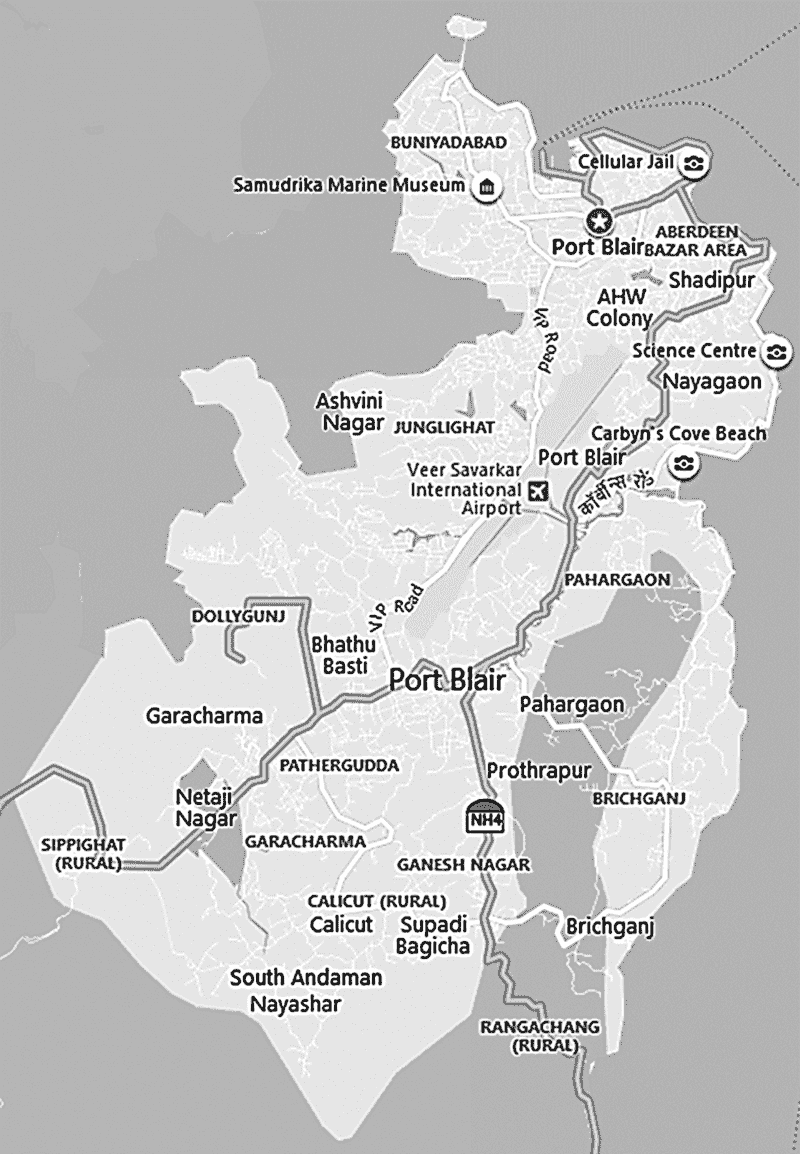 BUNIYADABAD
Cellular Jail
Samudrika Marine Museum
Port Blair
ABERDEEN
BAZAR AREA
Shadipur
AHW
Colony
VIP Road
Science Centre
Nayagaon
Ashvini
Nagar
JUNGLIGHAT
Carbyn's Cove Beach
Port Blair
Veer Savarkar
International
Airport
कॉर्बीन्स रोड
PAHARGAON
VIP Road
DOLLYGUNJ
Bhathu
Basti
Port Blair
Pahargaon
Garacharma
PATHERGUDDA
Prothrapur
Netaji
Nagar
BRICHGANJ
NH4
GARACHARMA
SIPPIGHAT
(RURAL)
GANESH NAGAR
CALICUT (RURAL)
Calicut
Supadi
Bagicha
Brichganj
South Andaman
Nayashar
RANGACHANG
(RURAL)